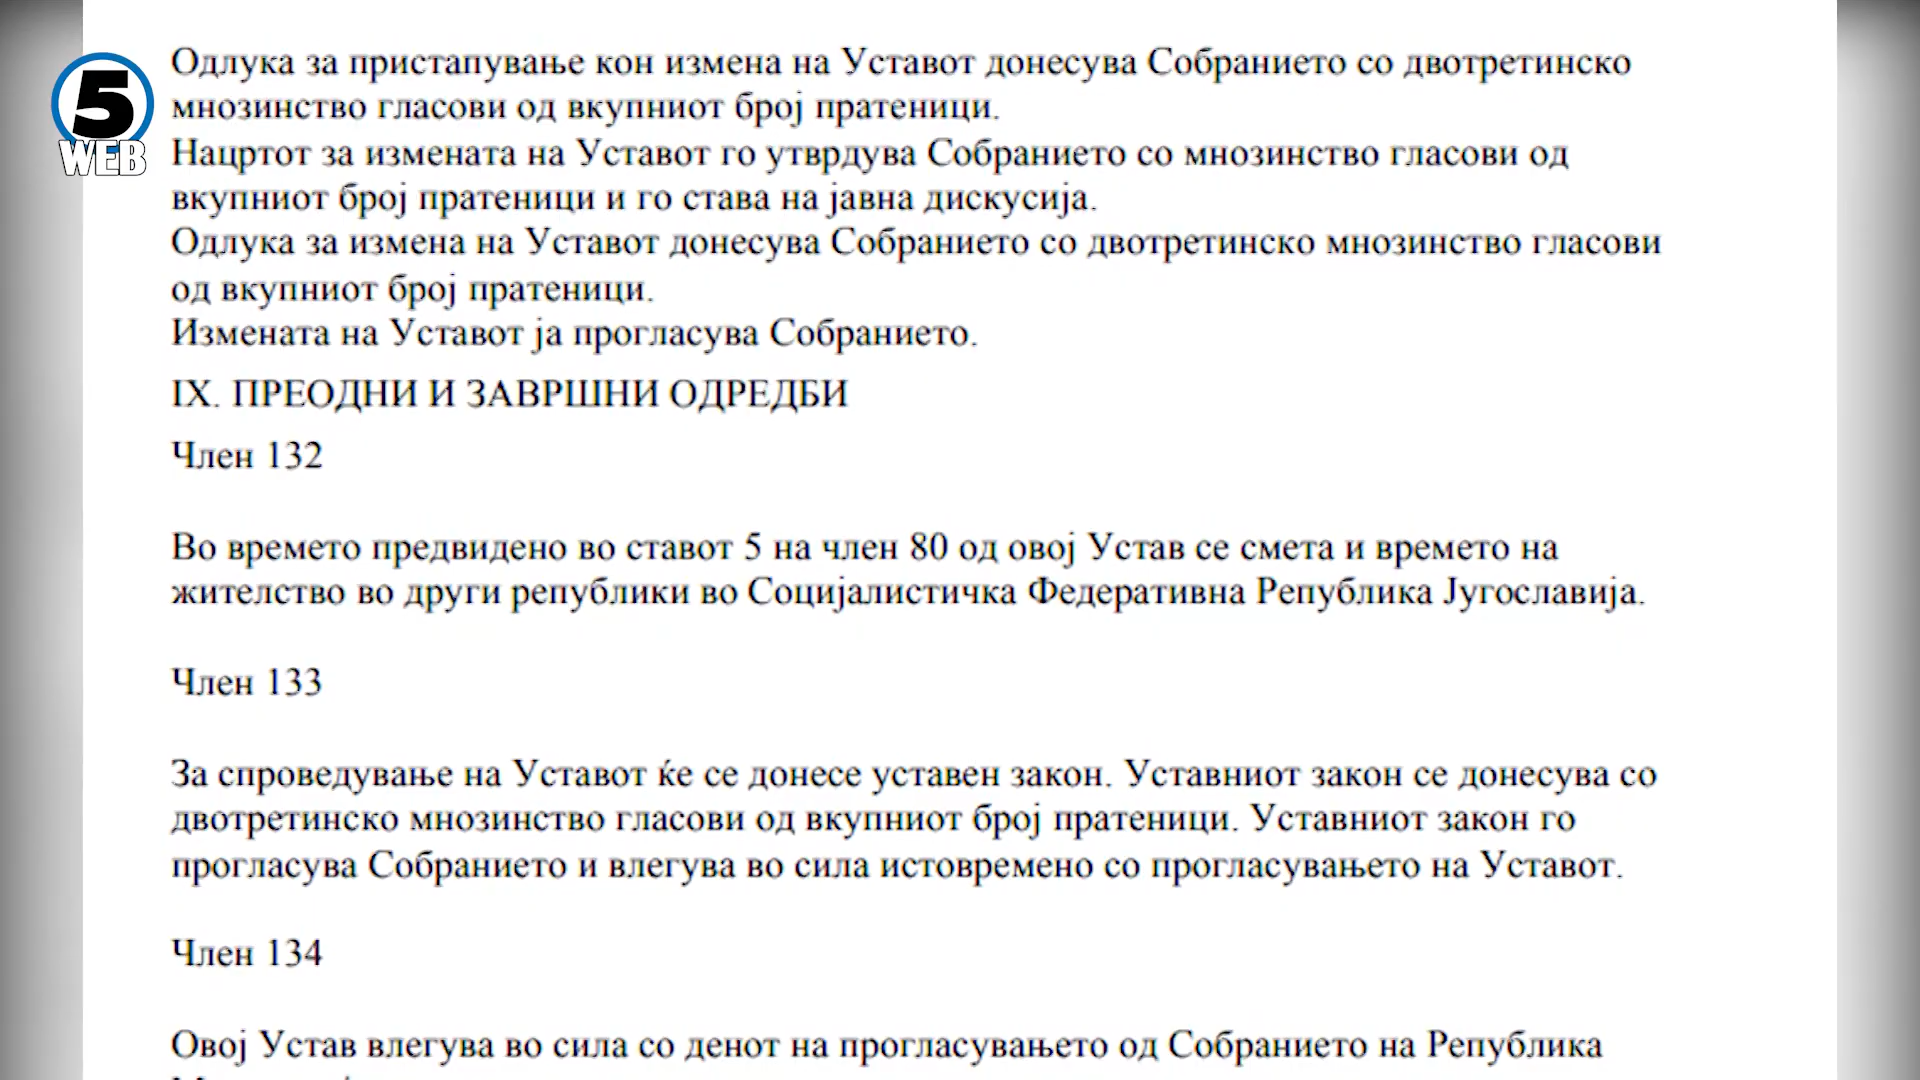 5
WEB
Одлука за пристапување кон измена на Уставот донесува Собранието со двотретинско
мнозинство гласови од вкупниот број пратеници.
Нацртот за измената на Уставот го утврдува Собранието со мнозинство гласови од
вкупниот број пратеници и го става на јавна дискусија.
Одлука за измена на Уставот донесува Собранието со двотретинско мнозинство гласови
од вкупниот број пратеници.
Измената на Уставот ја прогласува Собранието.
IX. ПРЕОДНИ И ЗАВРШНИ ОДРЕДБИ
Член 132
Во времето предвидено во ставот 5 на член 80 од овој Устав се смета и времето на
жителство во други републики во Социјалистичка Федеративна Република Југославија.
Член 133
За спроведување на Уставот ќе се донесе уставен закон. Уставниот закон се донесува со
двотретинско мнозинство гласови од вкупниот број пратеници. Уставниот закон го
прогласува Собранието и влегува во сила истовремено со прогласувањето на Уставот.
Член 134
Овој Устав влегува во сила со денот на прогласувањето од Собранието на Република